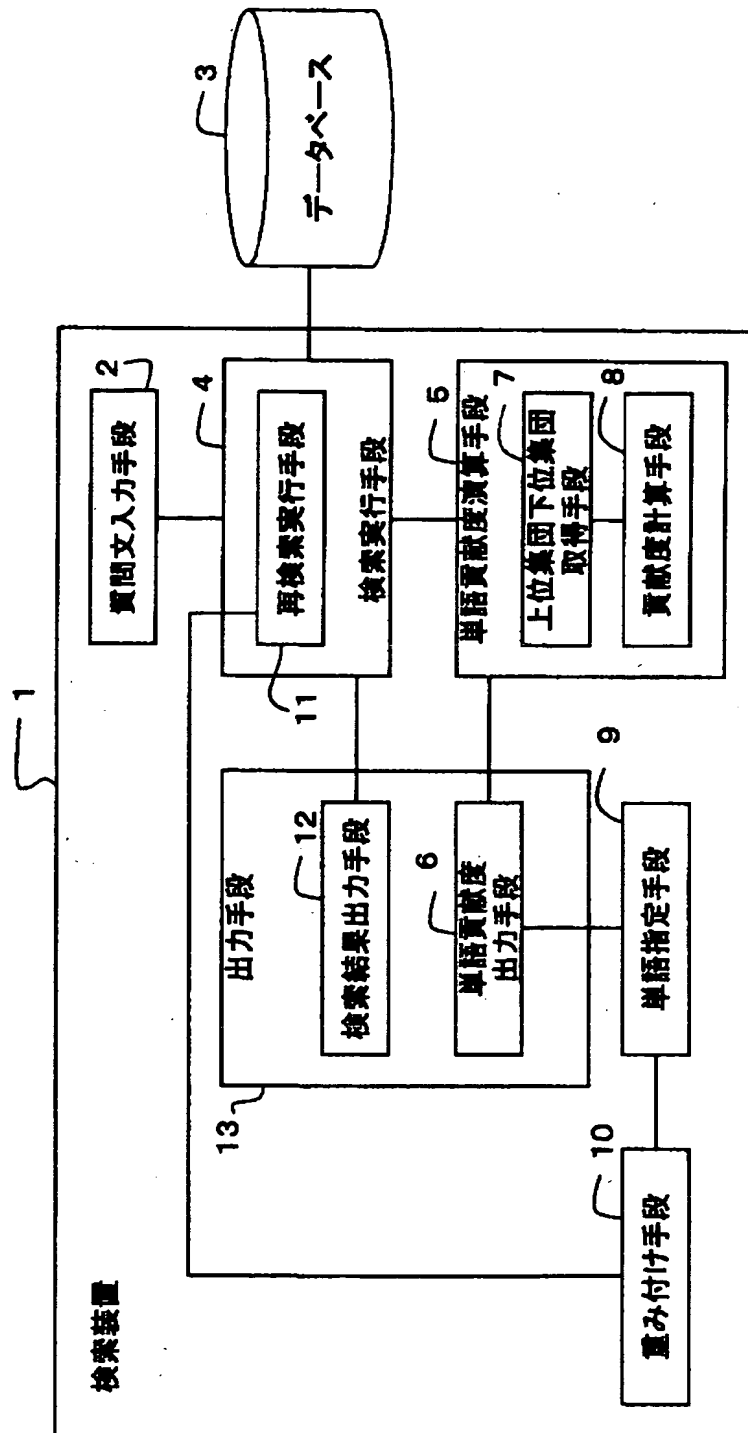 検索装置
1
質問文入力手段
2
データベース
3
4
再検索実行手段
11
検索実行手段
出力手段
13
検索結果出力手段
12
単語貢献度
出力手段
6
単語貢献度演算手段
5
上位集団下位集団
取得手段
7
貢献度計算手段
8
重み付け手段
10
単語指定手段
9